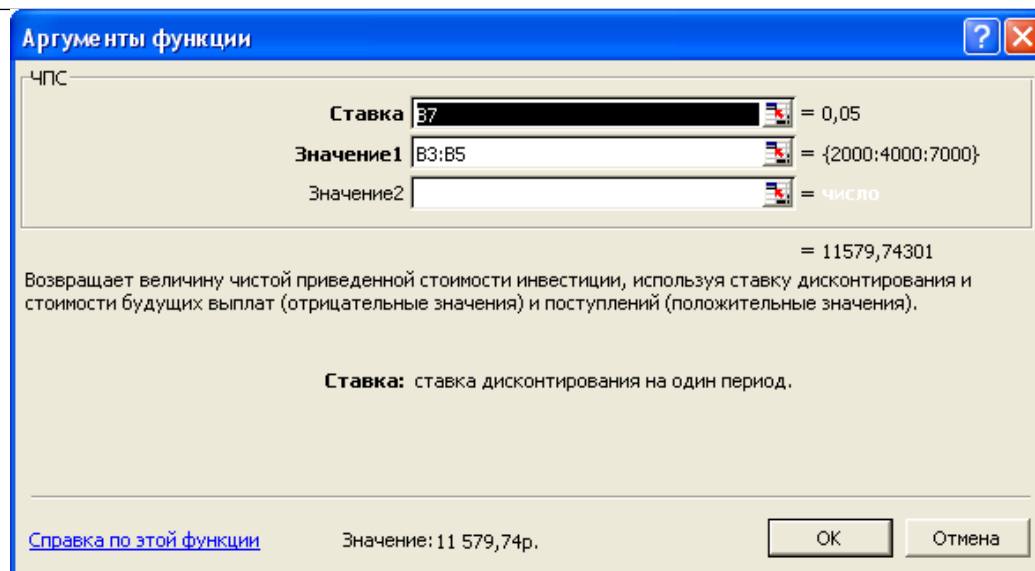 Аргументы функции
ЧПС
Ставка B7 = 0,05
Значение1 B3:B5 = {2000:4000:7000}
Значение2 = число
= 11579,74301
Возвращает величину чистой приведенной стоимости инвестиции, используя ставку дисконтирования и
стоимости будущих выплат (отрицательные значения) и поступлений (положительные значения).
Ставка: ставка дисконтирования на один период.
Справка по этой функции Значение: 11 579,74р. OK Отмена